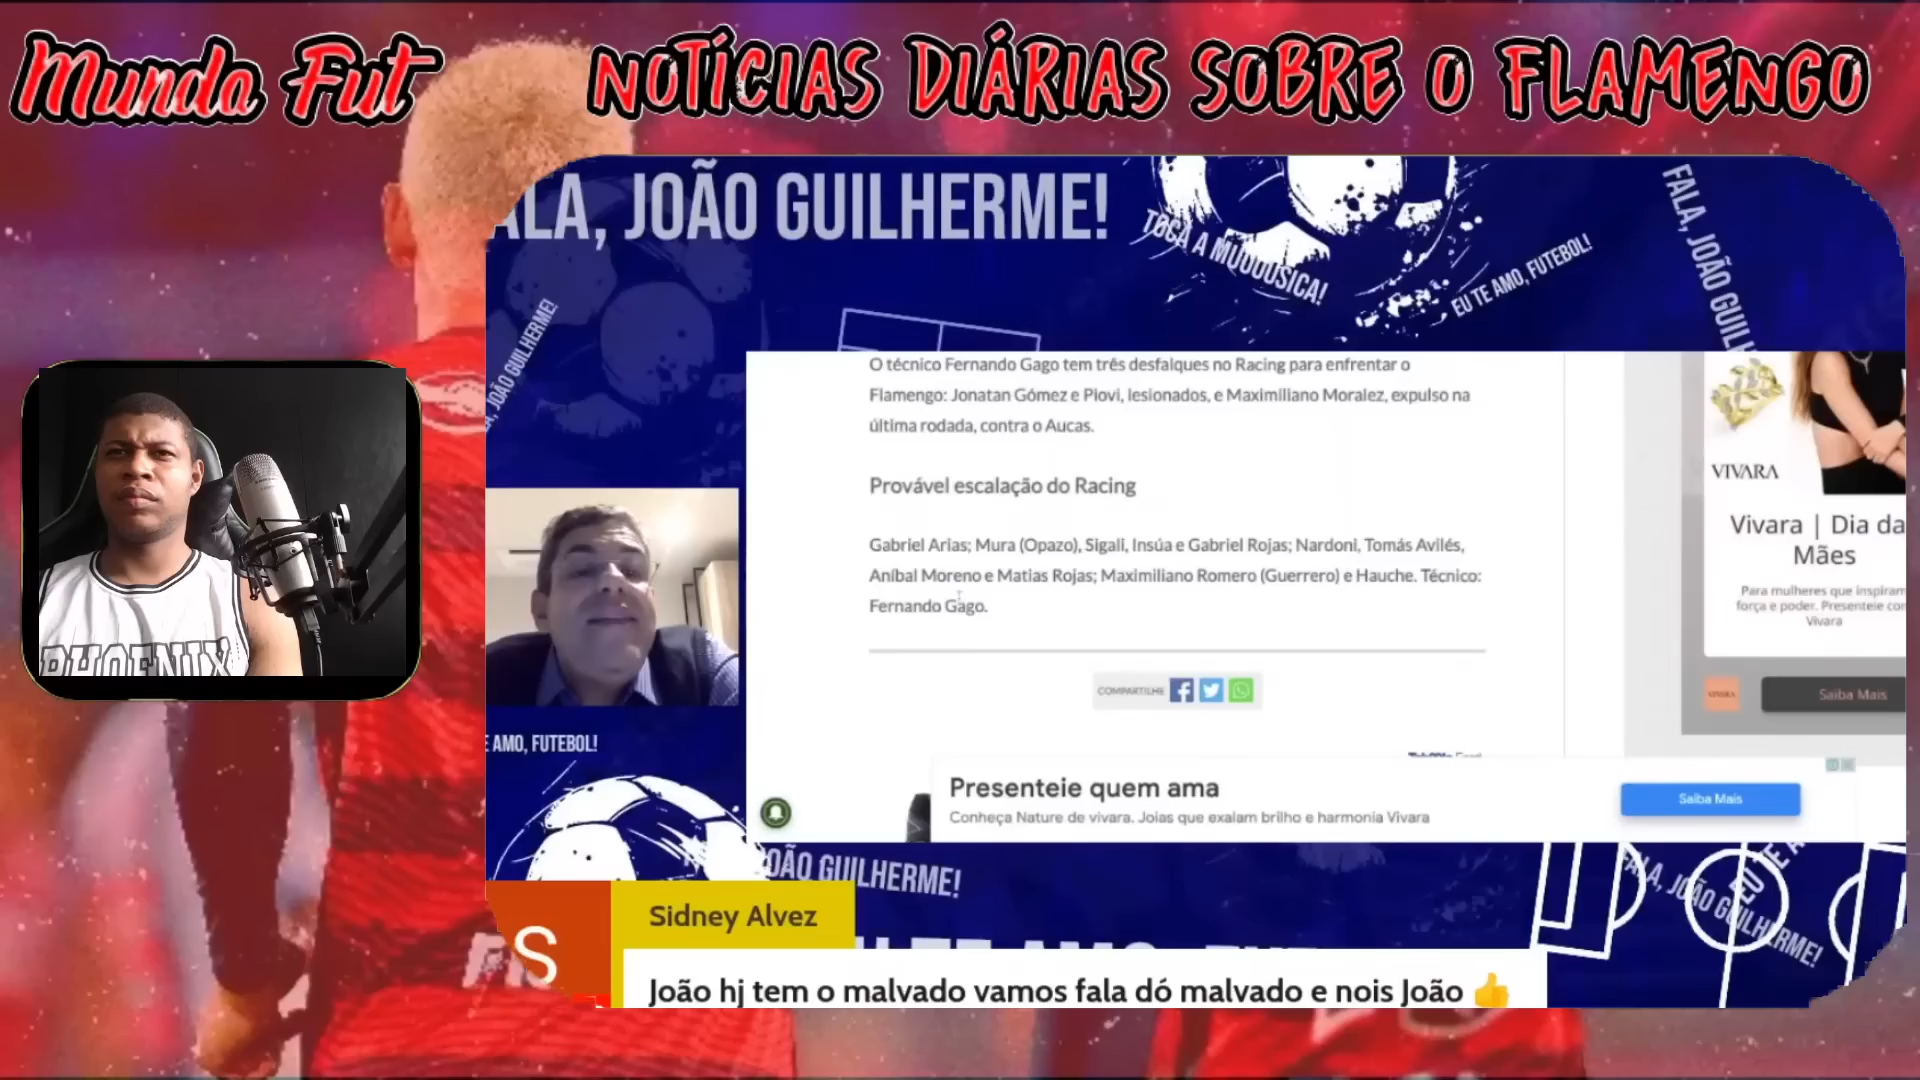 Mundo Fut
NOTÍCIAS DIÁRIAS SOBRE O FLAMENGO
ALA, JOÃO GUILHERME!
TOCA A MUUUUSICA!
EU TE AMO, FUTEBOL!
FALA, JOÃO GUILH
JOÃO GUILHERME!
O técnico Fernando Gago tem três desfalques no Racing para enfrentar o
Flamengo: Jonatan Gómez e Piovi, lesionados, e Maximiliano Moralez, expulso na
última rodada, contra o Aucas.
Provável escalação do Racing
Gabriel Arias; Mura (Opazo), Sigali, Insúa e Gabriel Rojas; Nardoni, Tomás Avilés,
Aníbal Moreno e Matias Rojas; Maximiliano Romero (Guerrero) e Hauche. Técnico:
Fernando Gago.
COMPARTILHE
VIVARA
Vivara | Dia da
Mães
Para mulheres que inspiram
força e poder. Presenteie com
Vivara
VIVARA
Saiba Mais
PHOENIX
E AMO, FUTEBOL!
Presenteie quem ama
Conheça Nature de vivara. Joias que exalam brilho e harmonia Vivara
Saiba Mais
OÃO GUILHERME!
EU TE A
FALA, JOÃO GUILHERME!
S
Sidney Alvez
João hj tem o malvado vamos fala dó malvado e nois João 👍